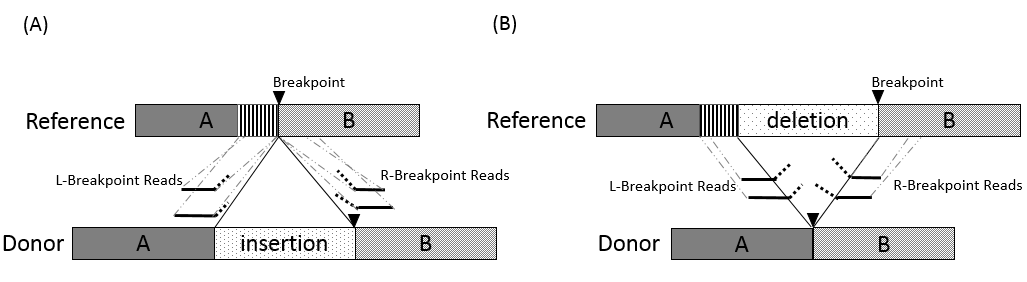 (A)
Breakpoint
Reference A B
L-Breakpoint Reads
R-Breakpoint Reads
Donor A insertion B
(B)
Breakpoint
Reference A deletion B
L-Breakpoint Reads
R-Breakpoint Reads
Donor A B